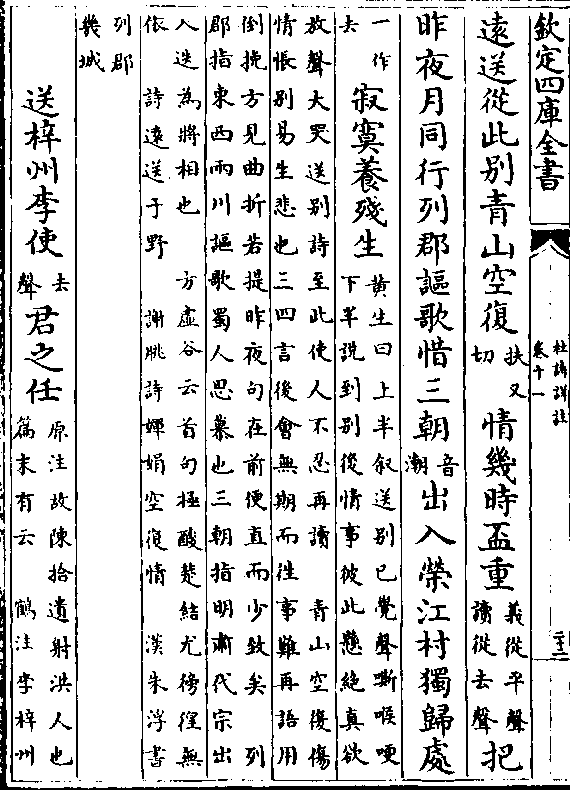 欽定四庫全書
杜詩詳註
卷十一
遠送從此别青山空復扶又切情幾時盃重義從平聲讀從去聲把
昨夜月同行列郡謳歌惜三朝音潮出入榮江村獨歸處
一作去寂寞養殘生黄生曰上半叙送别已覺聲嘶喉哽
下半説到别後情事彼此懸絶真欲
放聲大哭送别詩至此使人不忍再讀 青山空復傷
情悵别易生悲也三四言後會無期而徃事難再語用
倒挽方見曲折若提昨夜句在前便直而少致矣 列
郡指東西兩川謳歌蜀人思慕也三朝指明肅代宗出
入迭為將相也 方虛谷云首句極酸楚結尤徬徨無
依 詩遠送于野 謝脁詩嬋娟空復情 漢朱浮書
列郡
幾城
送梓州李使去聲君之任原注故陳拾遺射洪人也
篇末有云 鶴注李梓州